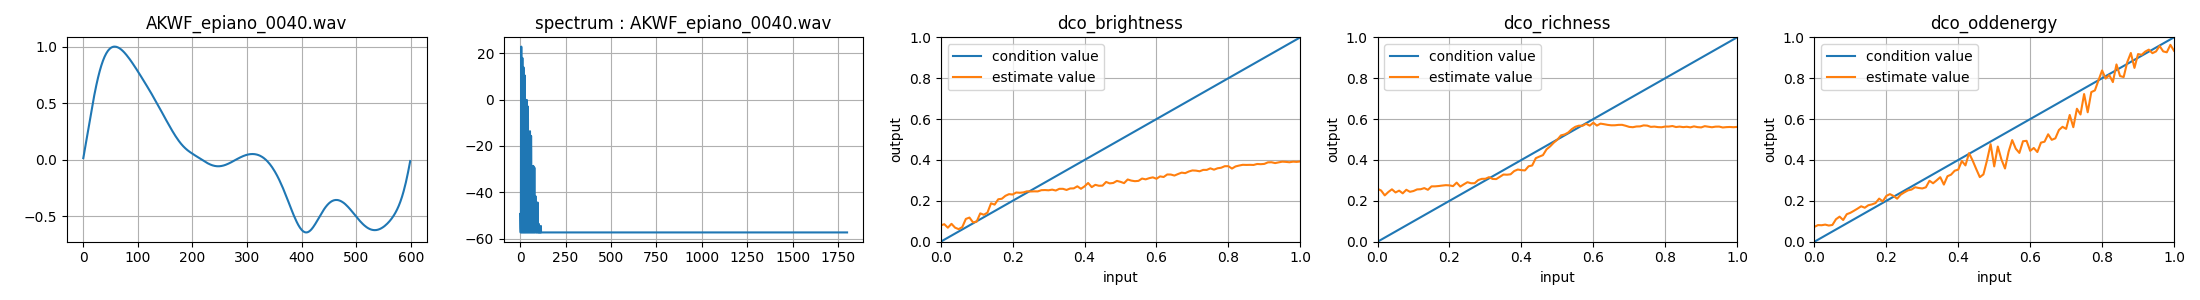 AKWF_epiano_0040.wav
1.0
0.5
0.0
−0.5
0 100 200 300 400 500 600
spectrum : AKWF_epiano_0040.wav
20
0
−20
−40
−60
0 250 500 750 1000 1250 1500 1750
dco_brightness
condition value
estimate value
output
1.0
0.8
0.6
0.4
0.2
0.0
0.0 0.2 0.4 0.6 0.8 1.0
input
dco_richness
condition value
estimate value
output
1.0
0.8
0.6
0.4
0.2
0.0
0.0 0.2 0.4 0.6 0.8 1.0
input
dco_oddenergy
condition value
estimate value
output
1.0
0.8
0.6
0.4
0.2
0.0
0.0 0.2 0.4 0.6 0.8 1.0
input